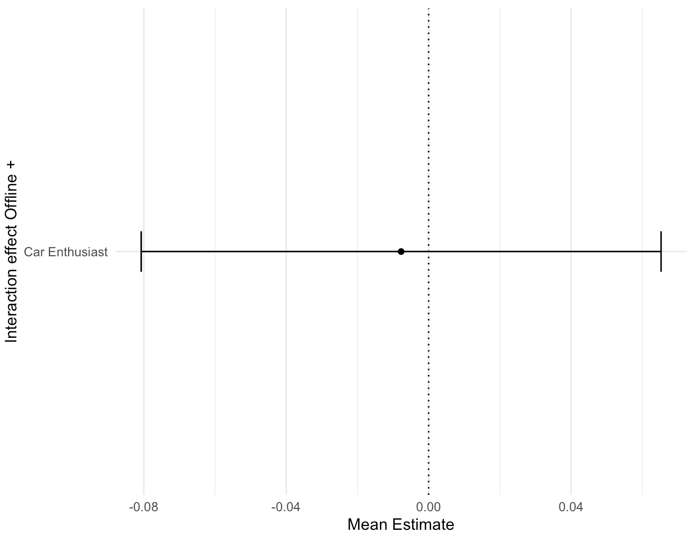 Interaction effect Offline +
Car Enthusiast
-0.08 -0.04 0.00 0.04
Mean Estimate